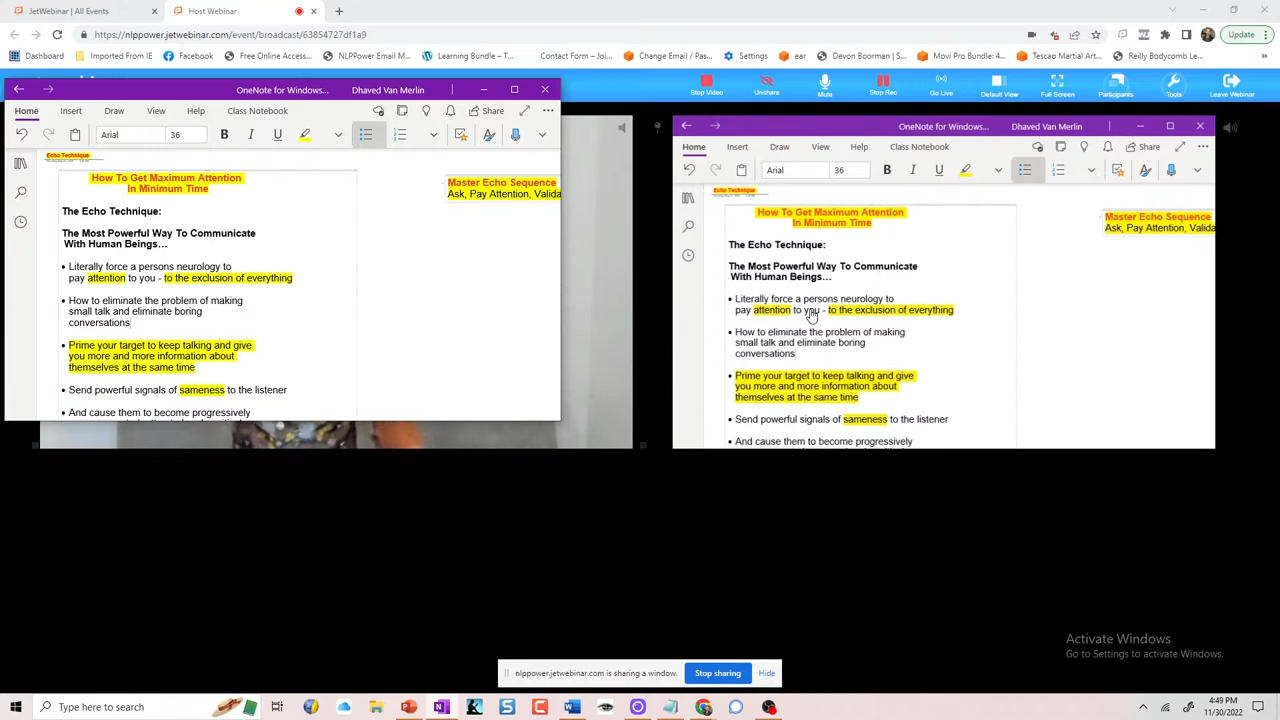 JetWebinar | All Events
Host Webinar
https://nlppower.jetwebinar.com/event/broadcast/63854727df1a9
Update
Dashboard
Imported From IE
Facebook
Free Online Access...
NLPPower Email M...
Learning Bundle – T...
Contact Form – Joi...
Change Email / Pas...
Settings
ear
Devon Boorman | S...
Movi Pro Bundle: 4...
Tescao Martial Art...
Reilly Bodycomb Le...
Stop Video
Unshare
Mute
Stop Rec
Go Live
Default View
Full Screen
Participants
Tools
Leave Webinar
OneNote for Windows...
Dhaved Van Merlin
Home
Insert
Draw
View
Help
Class Notebook
Share
Arial
36
B
I
U
Echo Technique
How To Get Maximum Attention
In Minimum Time
The Echo Technique:
The Most Powerful Way To Communicate
With Human Beings…
• Literally force a persons neurology to
pay attention to you - to the exclusion of everything
• How to eliminate the problem of making
small talk and eliminate boring
conversations
• Prime your target to keep talking and give
you more and more information about
themselves at the same time
• Send powerful signals of sameness to the listener
• And cause them to become progressively
Master Echo Sequence
Ask, Pay Attention, Valida
OneNote for Windows...
Dhaved Van Merlin
Home
Insert
Draw
View
Help
Class Notebook
Share
Arial
36
B
I
U
Echo Technique
How To Get Maximum Attention
In Minimum Time
The Echo Technique:
The Most Powerful Way To Communicate
With Human Beings…
• Literally force a persons neurology to
pay attention to you - to the exclusion of everything
• How to eliminate the problem of making
small talk and eliminate boring
conversations
• Prime your target to keep talking and give
you more and more information about
themselves at the same time
• Send powerful signals of sameness to the listener
• And cause them to become progressively
Master Echo Sequence
Ask, Pay Attention, Valida
Activate Windows
Go to Settings to activate Windows.
nlppower.jetwebinar.com is sharing a window.
Stop sharing
Hide
Type here to search
4:49 PM
11/30/2022